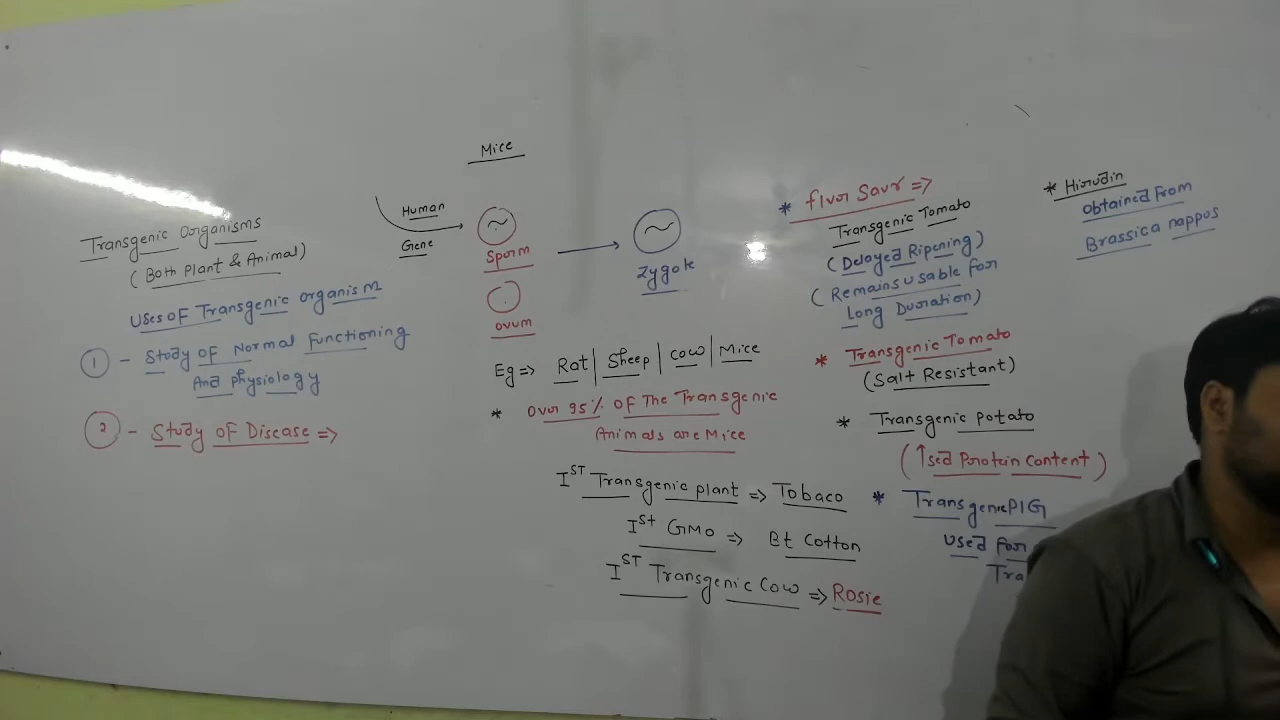 Transgenic Organisms
(Both Plant & Animal)
Uses of Transgenic organism
1 - Study of Normal Functioning
And physiology
2 - Study of Disease =>
Mice
Human
Gene
Sperm
ovum
Zygote
Eg => Rat | Sheep | cow | Mice
* Over 95% of The Transgenic
Animals are Mice
Ist Transgenic plant => Tobaco
Ist GMO => Bt Cotton
Ist Transgenic Cow => Rosie
* flvor Savr =>
Transgenic Tomato
(Delayed Ripening)
(Remains usable for
Long Duration)
* Transgenic Tomato
(Salt Resistant)
* Transgenic potato
(↑sed Protein Content)
* Transgenic PIG
used for
Tra
* Hirudin
obtained from
Brassica nappus